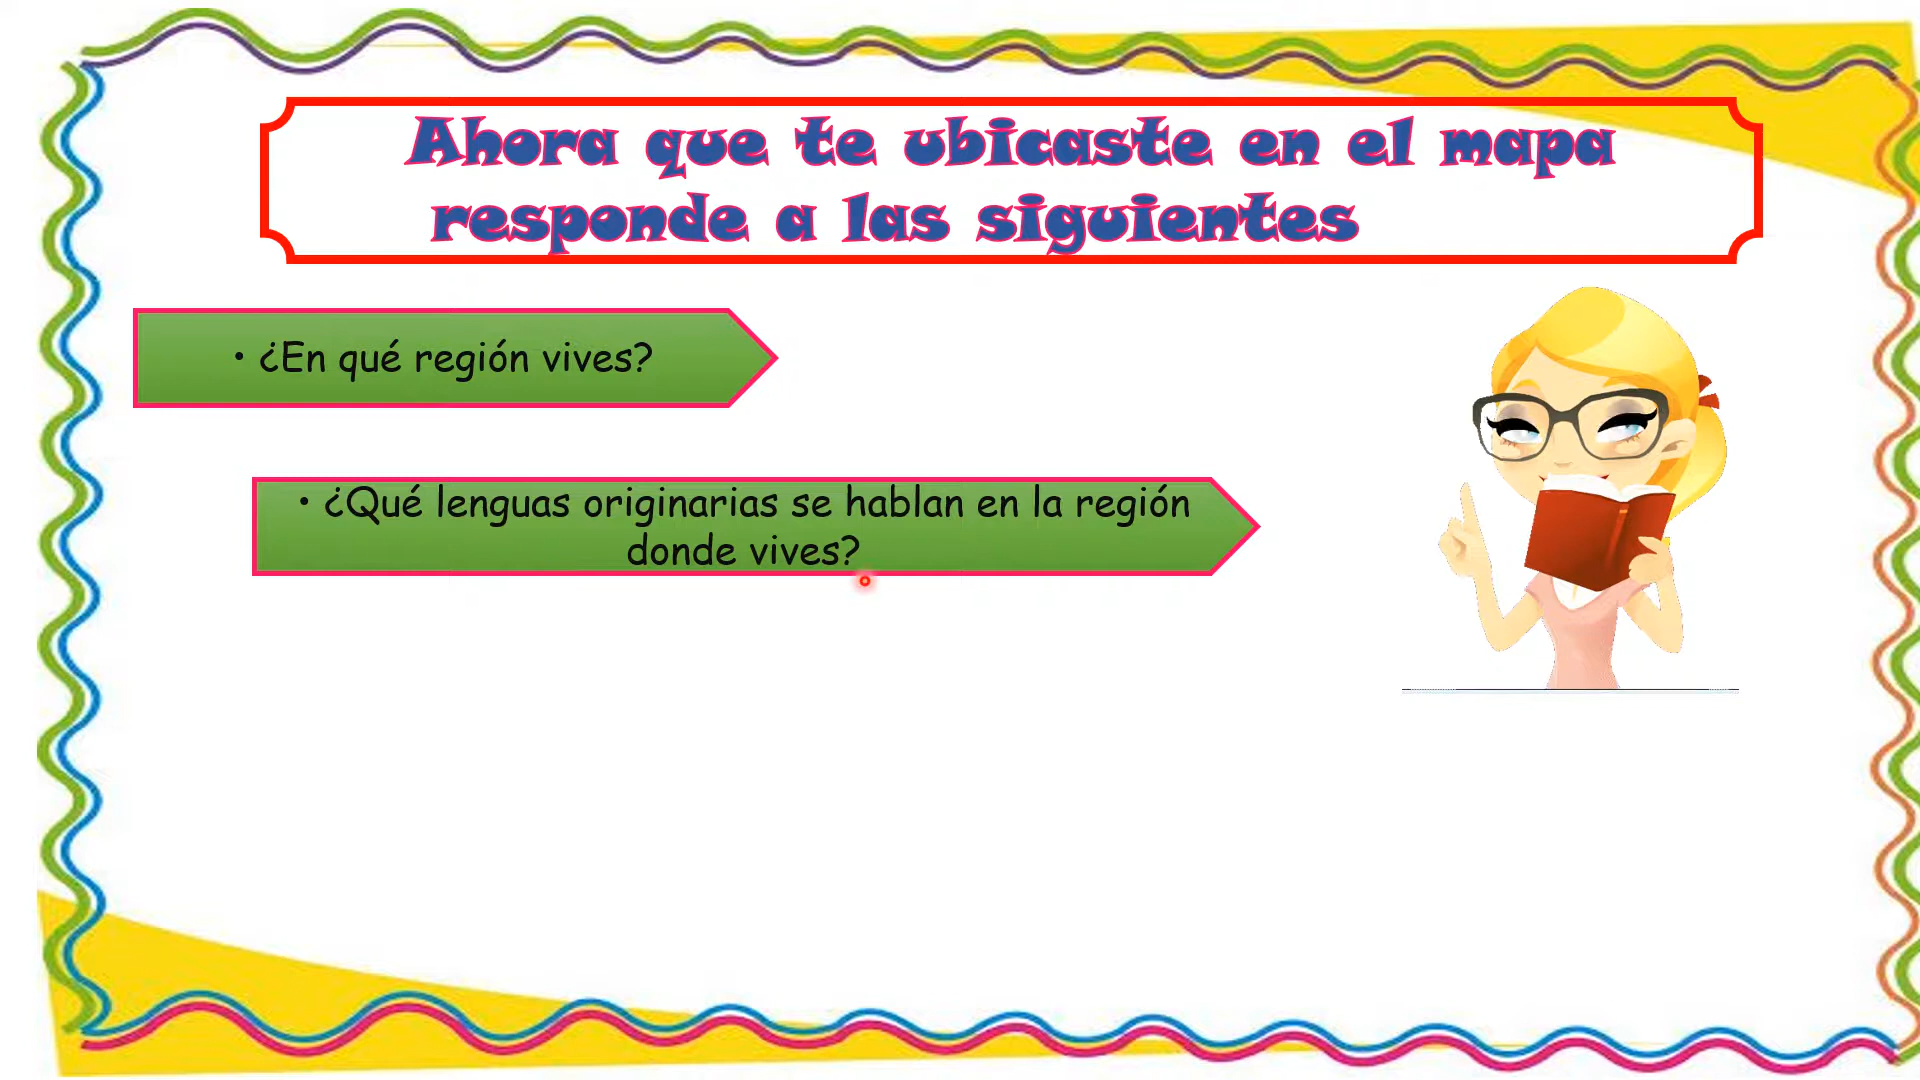 Ahora que te ubicaste en el mapa
responde a las siguientes
• ¿En qué región vives?
• ¿Qué lenguas originarias se hablan en la región
donde vives?